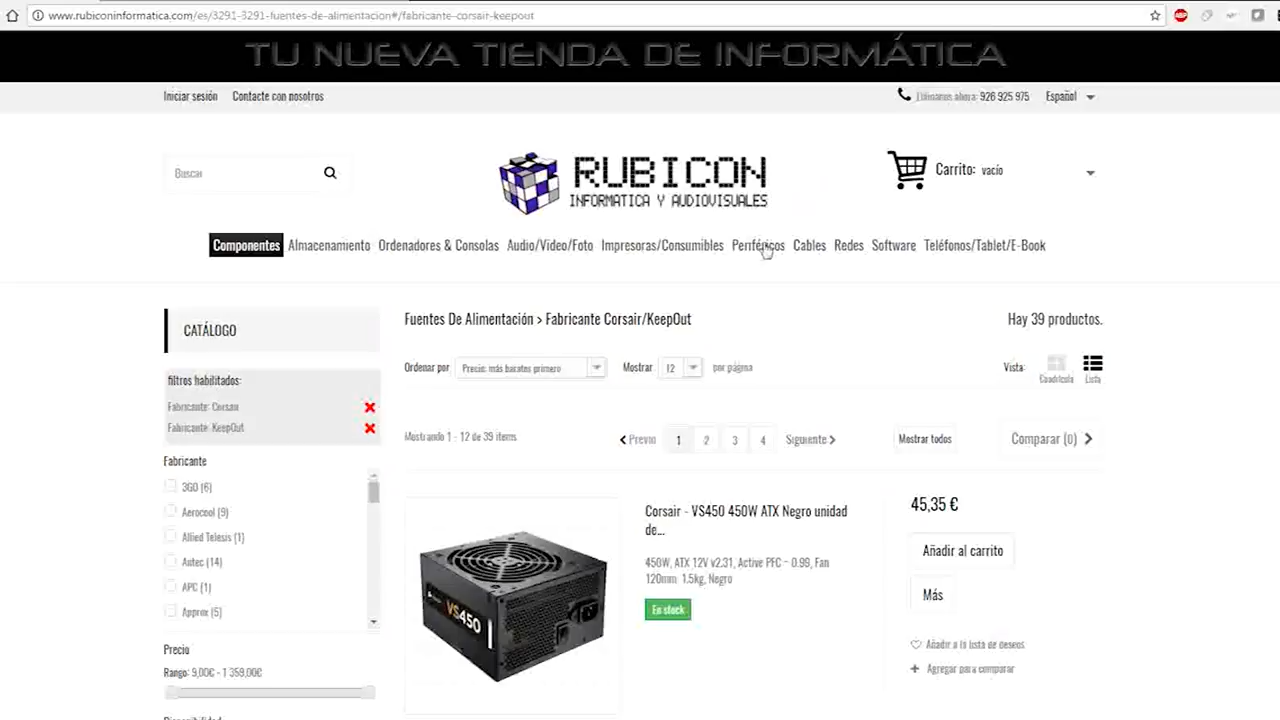 www.rubiconinformatica.com/es/3291-3291-fuentes-de-alimentacion#/fabricante-corsair-keepout
TU NUEVA TIENDA DE INFORMÁTICA
Iniciar sesión Contacte con nosotros
Llámanos ahora: 926 925 975 Español
Buscar
RUBICON
INFORMATICA Y AUDIOVISUALES
Carrito: vacío
Componentes Almacenamiento Ordenadores & Consolas Audio/Video/Foto Impresoras/Consumibles Periféricos Cables Redes Software Teléfonos/Tablet/E-Book
CATÁLOGO
filtros habilitados:
Fabricante: Corsair
Fabricante: KeepOut
Fabricante
3GO (6)
Aerocool (9)
Allied Telesis (1)
Antec (14)
APC (1)
Approx (5)
Precio
Rango: 9,00€ - 1 359,00€
Disponibilidad
Fuentes De Alimentación > Fabricante Corsair/KeepOut
Hay 39 productos.
Ordenar por Precio: más baratos primero Mostrar 12 por página
Vista: Cuadrícula Lista
Mostrando 1 - 12 de 39 items
Previo 1 2 3 4 Siguiente
Mostrar todos
Comparar (0)
VS450
Corsair - VS450 450W ATX Negro unidad
de...
450W, ATX 12V v2.31, Active PFC - 0.99, Fan
120mm 1.5kg, Negro
En stock
45,35 €
Añadir al carrito
Más
Añadir a la lista de deseos
Agregar para comparar